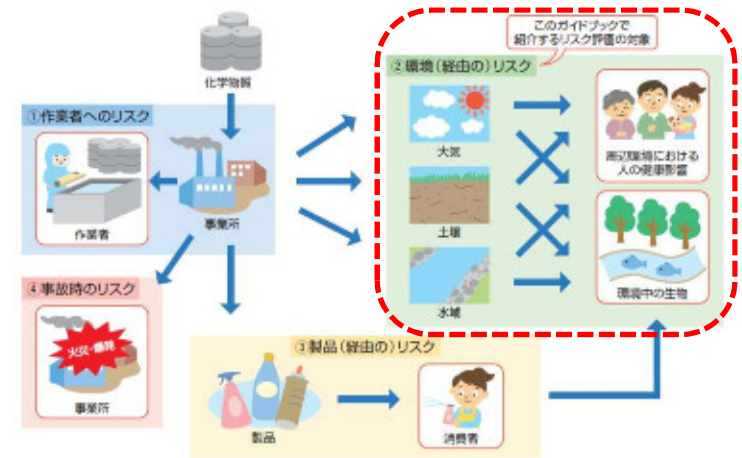 このガイドブックで
紹介するリスク評価の対象
化学物質
②環境(経由の)リスク
①作業者へのリスク
大気
周辺環境における
人の健康影響
作業者
事業所
土壌
④事故時のリスク
環境中の生物
水域
火災・爆発
③製品(経由の)リスク
事業所
製品
消費者